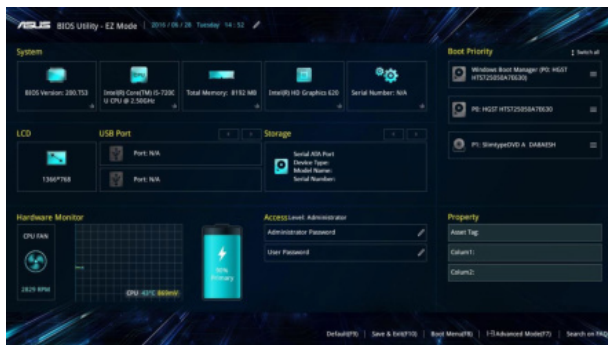 ASUS BIOS Utility - EZ Mode 2016 / 06 / 28 Tuesday 14 : 52
System
BIOS Version: 200.T53
Intel(R) Core(TM) i5-7200U CPU @ 2.50GHz
Total Memory: 8192 MB
Intel(R) HD Graphics 620
Serial Number: N/A
LCD
1366*768
USB Port
Port: N/A
Port: N/A
Storage
Serial ATA Port
Device Type:
Model Name:
Serial Number:
Hardware Monitor
CPU FAN
2829 RPM
CPU 43°C 869mV
50%
Primary
Access Level: Administrator
Administrator Password
User Password
Boot Priority
Switch all
Windows Boot Manager (P0: HGST
HTS725050A7E630)
P0: HGST HTS725050A7E630
P1: SlimtypeDVD A DA8AESH
Property
Asset Tag:
Colum1:
Colum2:
Default(F9) | Save & Exit(F10) | Boot Menu(F8) | Advanced Mode(F7) | Search on FAQ